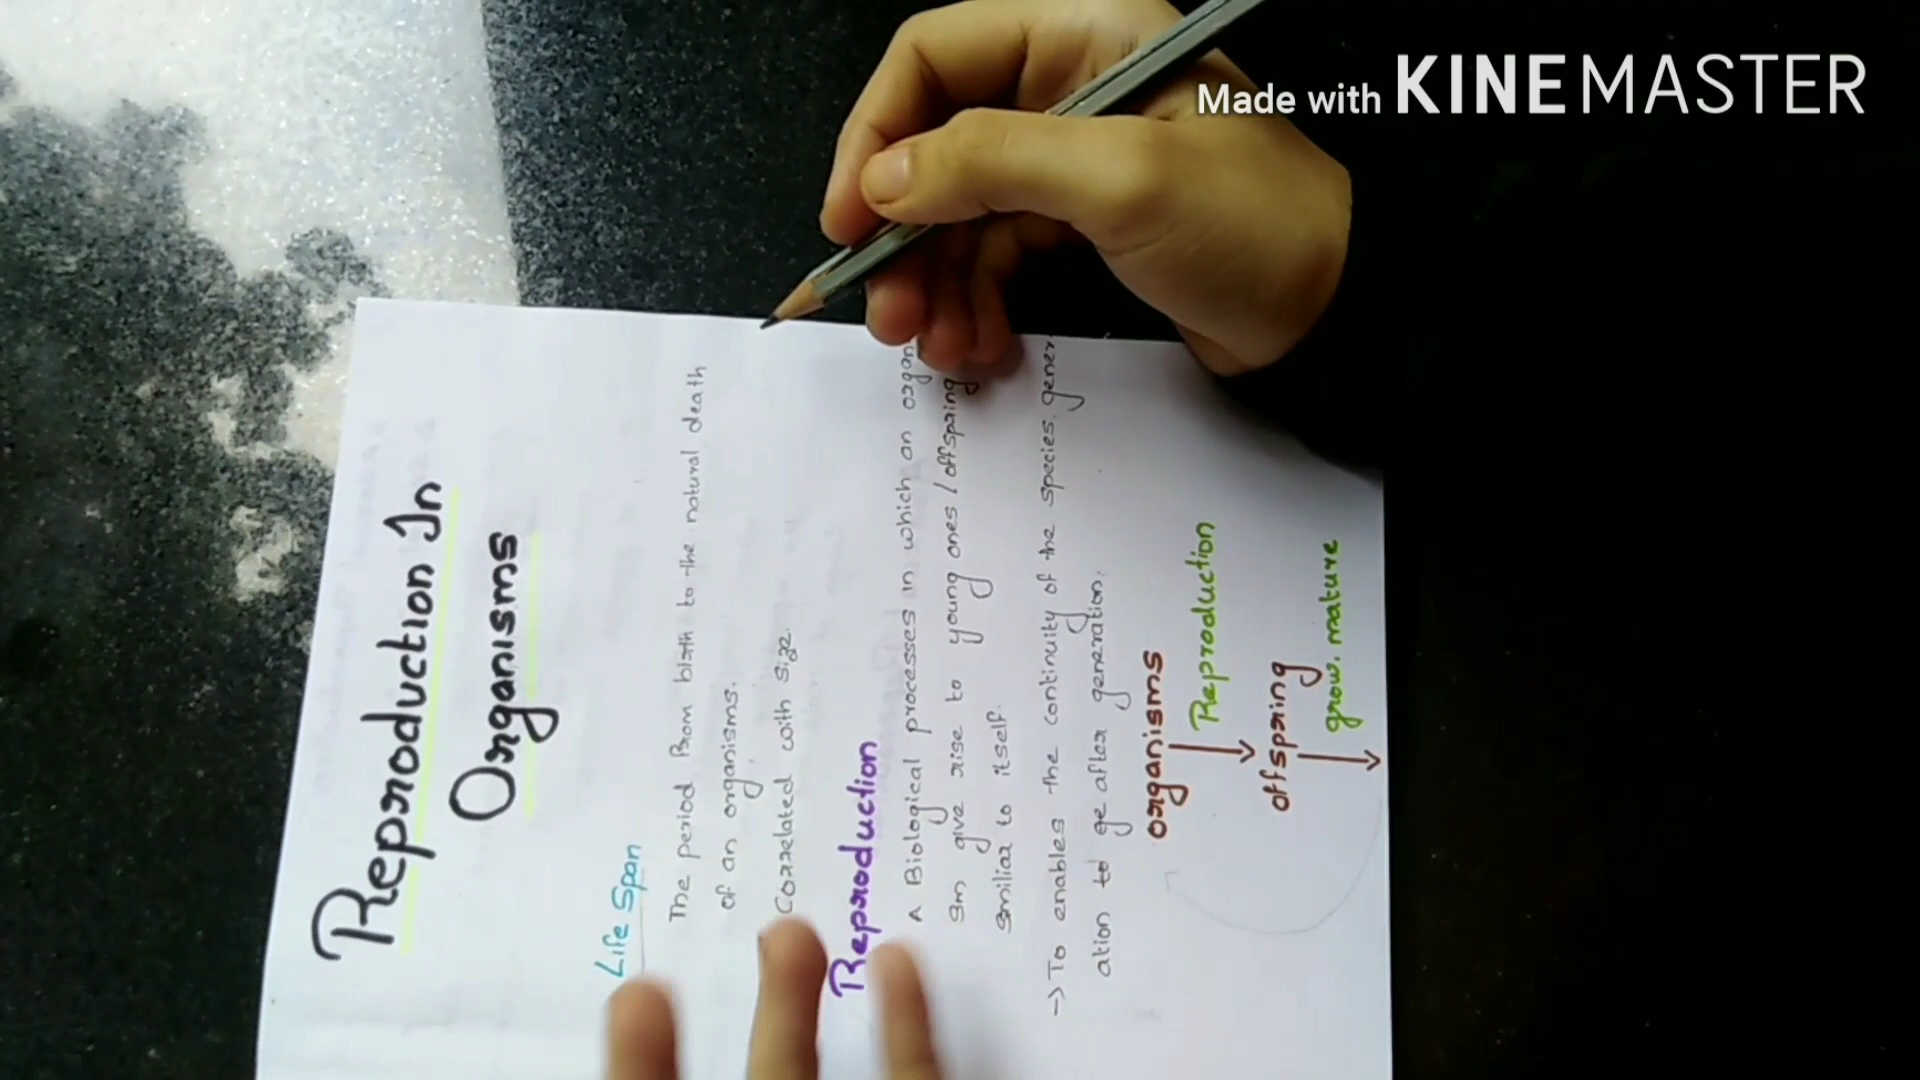 Made with KINEMASTER
Reproduction In
Organisms
Life Span
The period from birth to the natural death
of an organisms.
Correlated with size.
Reproduction
A Biological processes in which an organ
sm give rise to young ones / offspring
Smiliar to itself.
→ To enables the continuity of the species, gener
ation to ge after generation.
organisms
Reproduction
offspring
grow, mature